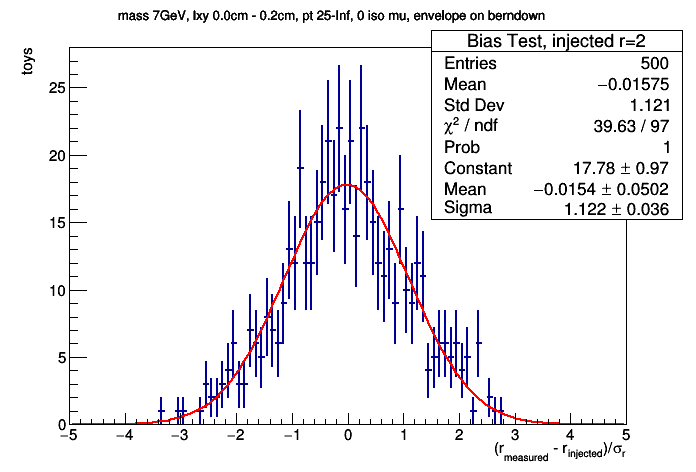 mass 7GeV, lxy 0.0cm - 0.2cm, pt 25-Inf, 0 iso mu, envelope on berndown
toys
Bias Test, injected r=2
Entries 500
Mean −0.01575
Std Dev 1.121
χ² / ndf 39.63 / 97
Prob 1
Constant 17.78 ± 0.97
Mean −0.0154 ± 0.0502
Sigma 1.122 ± 0.036
25
20
15
10
5
0
−5 −4 −3 −2 −1 0 1 2 3 4 5
(r_measured - r_injected)/σ_r